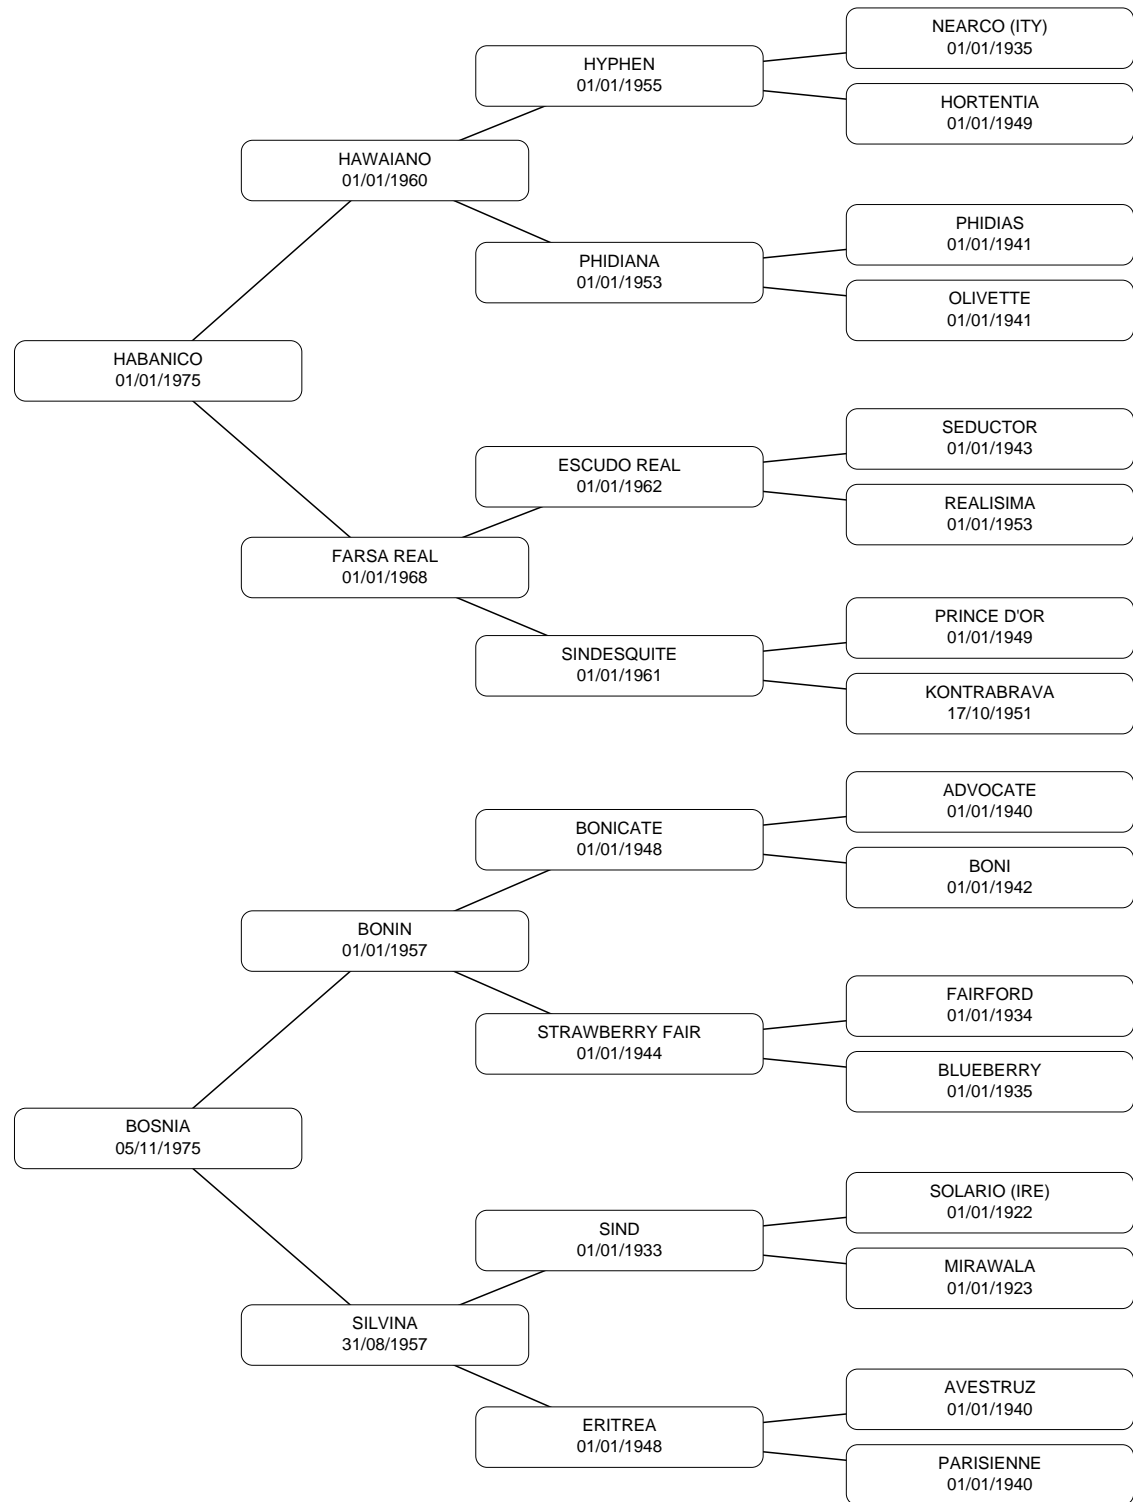 NEARCO (ITY)
01/01/1935
HYPHEN
01/01/1955
HORTENTIA
01/01/1949
HAWAIANO
01/01/1960
PHIDIAS
01/01/1941
PHIDIANA
01/01/1953
OLIVETTE
01/01/1941
HABANICO
01/01/1975
SEDUCTOR
01/01/1943
ESCUDO REAL
01/01/1962
REALISIMA
01/01/1953
FARSA REAL
01/01/1968
PRINCE D'OR
01/01/1949
SINDESQUITE
01/01/1961
KONTRABRAVA
17/10/1951
ADVOCATE
01/01/1940
BONICATE
01/01/1948
BONI
01/01/1942
BONIN
01/01/1957
FAIRFORD
01/01/1934
STRAWBERRY FAIR
01/01/1944
BLUEBERRY
01/01/1935
BOSNIA
05/11/1975
SOLARIO (IRE)
01/01/1922
SIND
01/01/1933
MIRAWALA
01/01/1923
SILVINA
31/08/1957
AVESTRUZ
01/01/1940
ERITREA
01/01/1948
PARISIENNE
01/01/1940